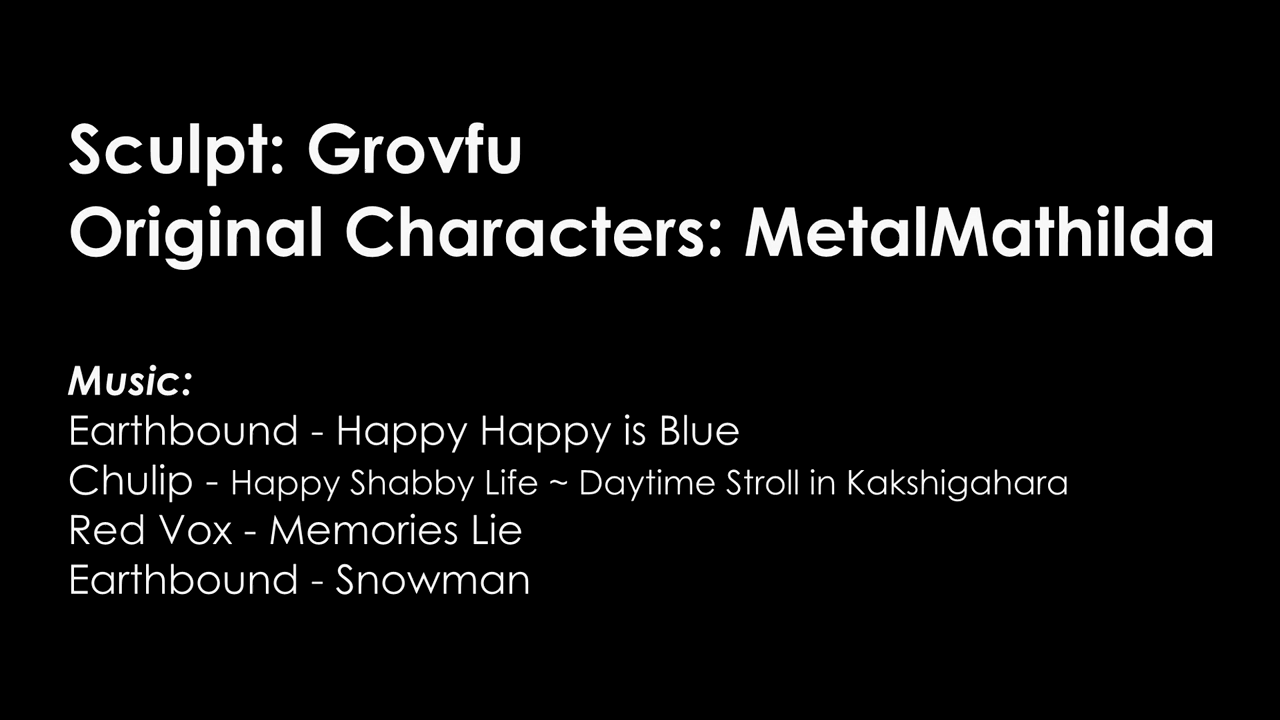 Sculpt: Grovfu
Original Characters: MetalMathilda
Music:
Earthbound - Happy Happy is Blue
Chulip - Happy Shabby Life ~ Daytime Stroll in Kakshigahara
Red Vox - Memories Lie
Earthbound - Snowman